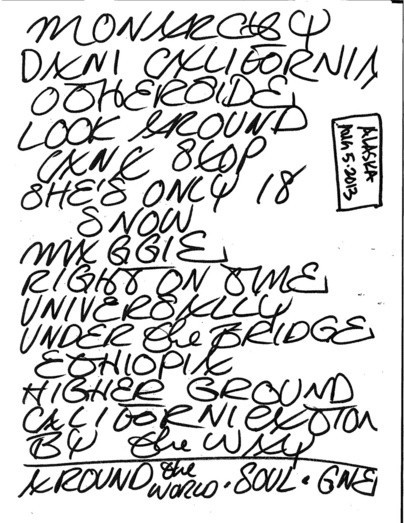 MONARCHY
DANI CALIFORNIA
OTHERSIDE
LOOK AROUND
CANT STOP
SHE'S ONLY 18
SNOW
MAGGIE
RIGHT ON TIME
UNIVERSALLY
UNDER the BRIDGE
ETHIOPIA
HIGHER GROUND
CALIFORNICATION
BY the WAY
AROUND the WORLD · SOUL · GIVE
ALASKA
AUG 5·2013